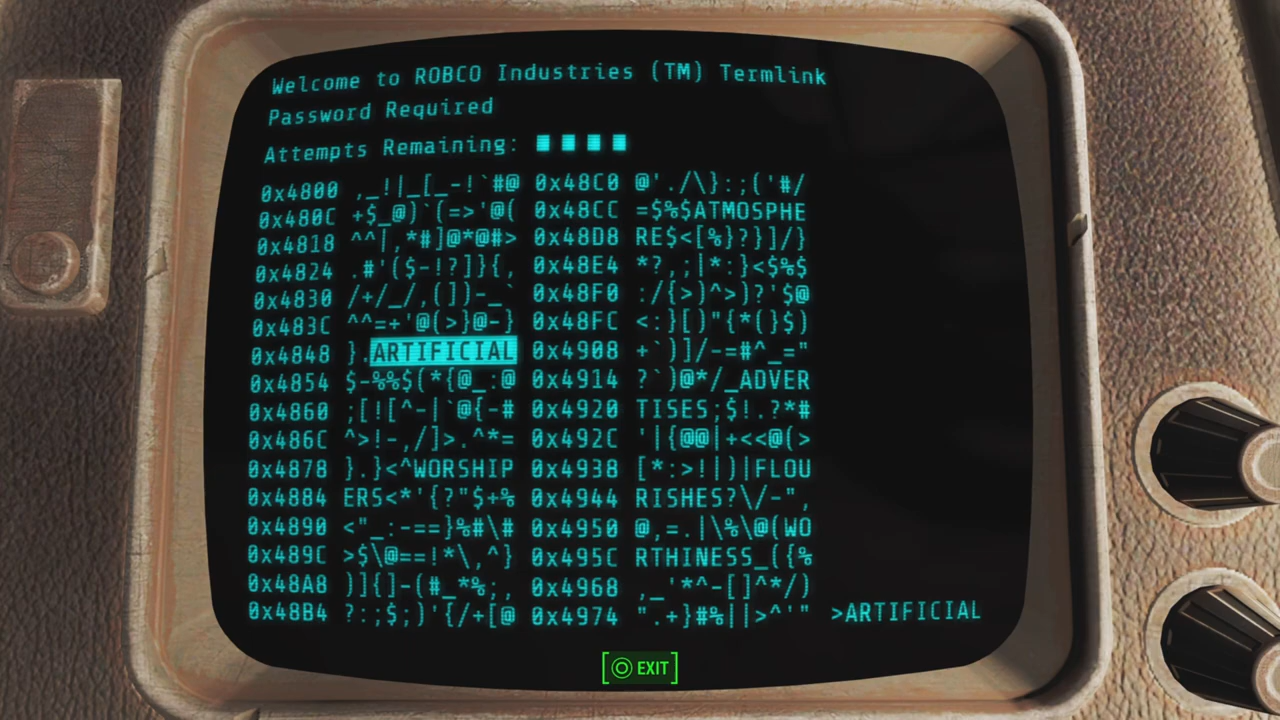 Welcome to ROBCO Industries (TM) Termlink
Password Required
Attempts Remaining: ■ ■ ■ ■
0x4800 ,_!|_[_-!`#@ 0x48C0 @'./\}:;('#/
0x480C +$_@)`(=>'@( 0x48CC =$%$ATMOSPHE
0x4818 ^^|,*#]@*@#> 0x48D8 RE$<[%}?}]/}
0x4824 .#'($-!?]}{, 0x48E4 *?,;|*:}<$%$
0x4830 /+/_/,(])-_` 0x48F0 :/{>)^>)?'$@
0x483C ^^=+'@(>}@-} 0x48FC <:}[)"{*(}$)
0x4848 }.ARTIFICIAL 0x4908 +`)]/-=#^_="
0x4854 $-%%$(*{@_:@ 0x4914 ?`)@*/_ADVER
0x4860 ;[![^-|`@{-# 0x4920 TISES;$!.?*#
0x486C ^>!-,/]>.^*= 0x492C '|{@@|+<<@(>
0x4878 }.}<^WORSHIP 0x4938 [*:>!|)|FLOU
0x4884 ERS<*'{?"$+% 0x4944 RISHES?\/-",
0x4890 <"_:-==}%#\# 0x4950 @,=.|\%\@(WO
0x489C >$\@==!*\,^} 0x495C RTHINESS_({%
0x48A8 )]{]-(#_*%;, 0x4968 ,_'*^-[]^*/)
0x48B4 ?:;$;)'{/+[@ 0x4974 ".+}#%||>^'" >ARTIFICIAL
EXIT